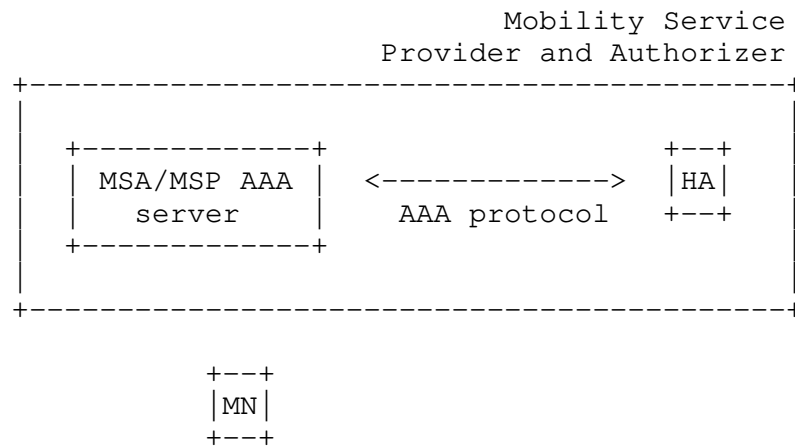 Mobility Service
Provider and Authorizer
MSA/MSP AAA <-------------> HA
server AAA protocol
MN